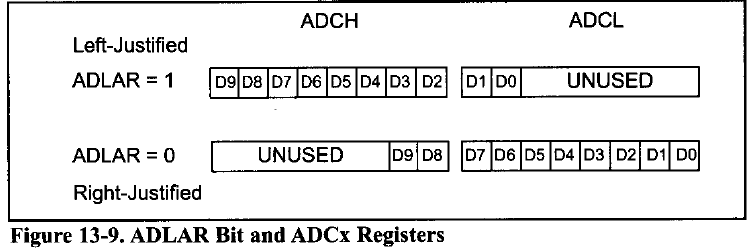 ADCH ADCL
Left-Justified
ADLAR = 1 D9 D8 D7 D6 D5 D4 D3 D2 D1 D0 UNUSED
ADLAR = 0 UNUSED D9 D8 D7 D6 D5 D4 D3 D2 D1 D0
Right-Justified
Figure 13-9. ADLAR Bit and ADCx Registers